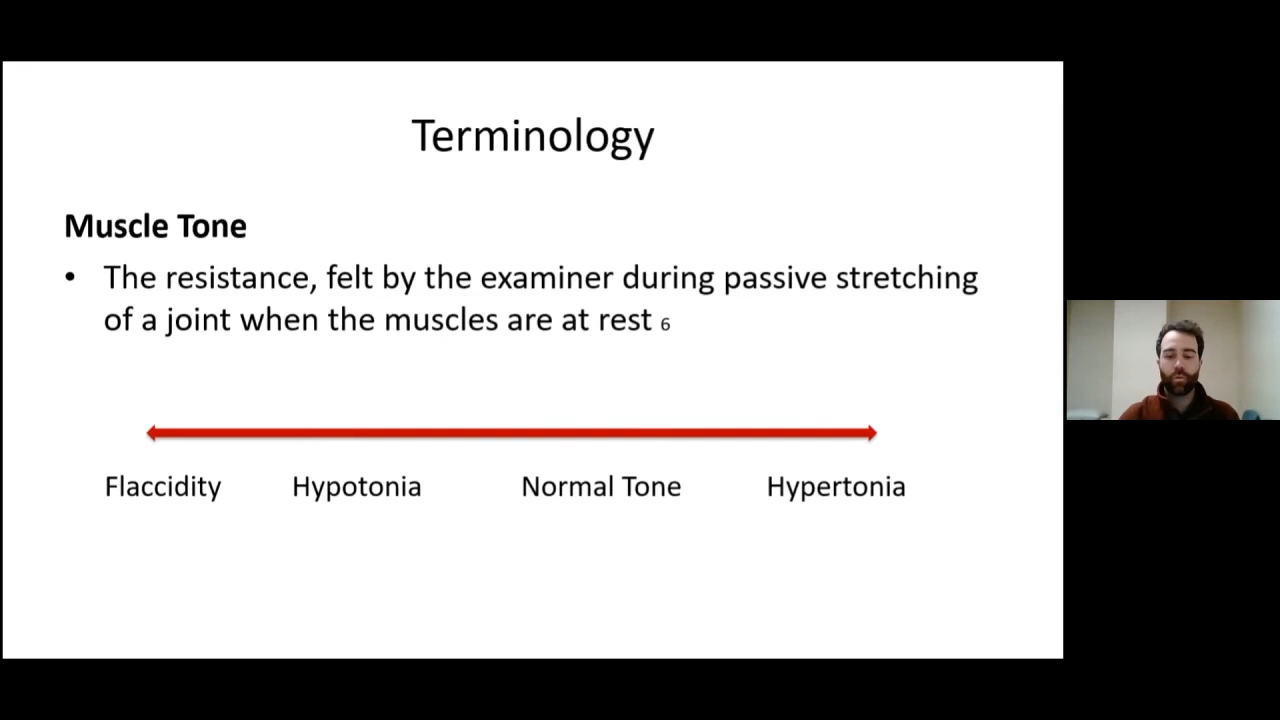 Terminology
Muscle Tone
• The resistance, felt by the examiner during passive stretching
of a joint when the muscles are at rest 6
Flaccidity Hypotonia Normal Tone Hypertonia